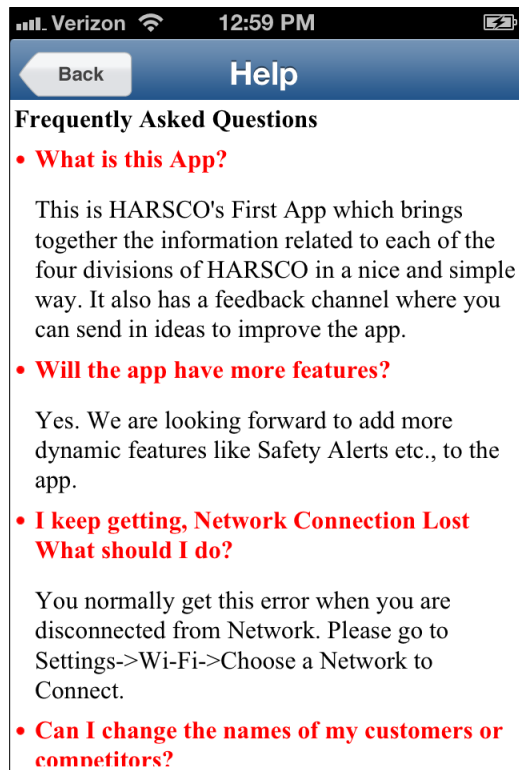 Verizon 12:59 PM
Back Help
Frequently Asked Questions
• What is this App?
This is HARSCO's First App which brings
together the information related to each of the
four divisions of HARSCO in a nice and simple
way. It also has a feedback channel where you
can send in ideas to improve the app.
• Will the app have more features?
Yes. We are looking forward to add more
dynamic features like Safety Alerts etc., to the
app.
• I keep getting, Network Connection Lost
What should I do?
You normally get this error when you are
disconnected from Network. Please go to
Settings->Wi-Fi->Choose a Network to
Connect.
• Can I change the names of my customers or
competitors?